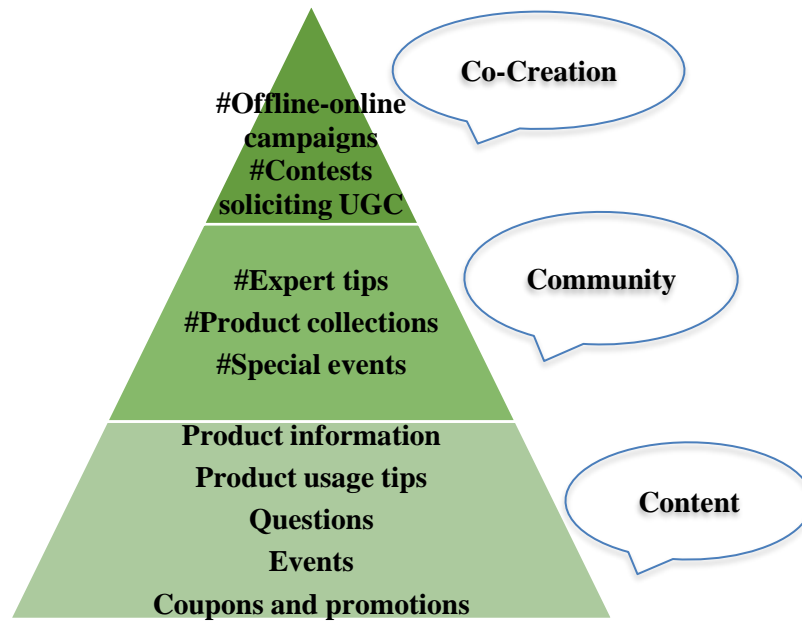 Co-Creation
#Offline-online
campaigns
#Contests
soliciting UGC
Community
#Expert tips
#Product collections
#Special events
Product information
Product usage tips
Content
Questions
Events
Coupons and promotions